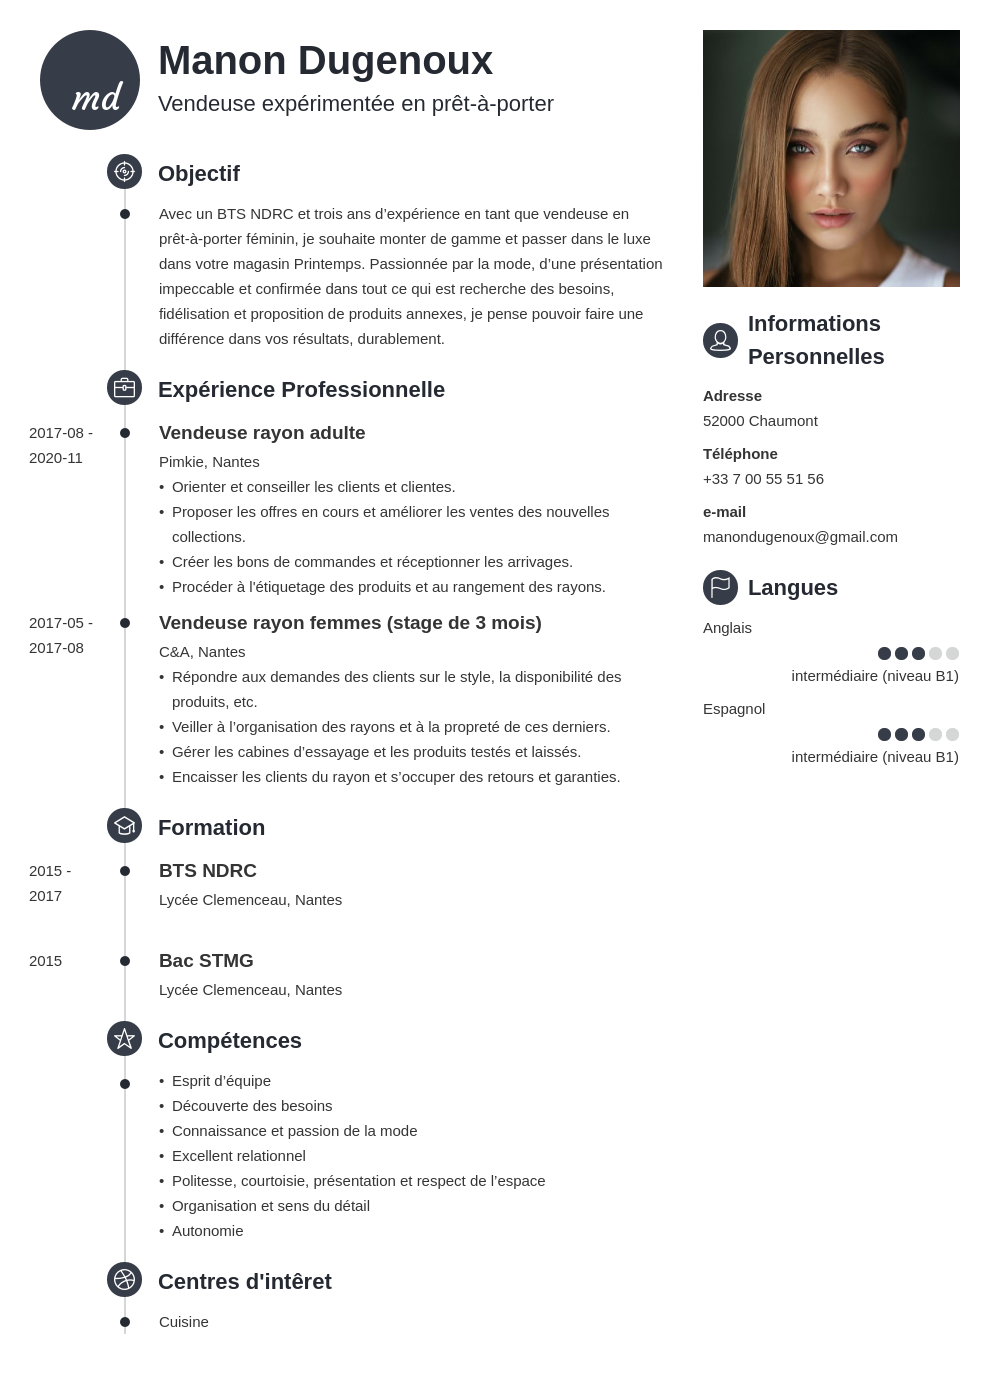 md
Manon Dugenoux
Vendeuse expérimentée en prêt-à-porter
Objectif
Avec un BTS NDRC et trois ans d’expérience en tant que vendeuse en
prêt-à-porter féminin, je souhaite monter de gamme et passer dans le luxe
dans votre magasin Printemps. Passionnée par la mode, d’une présentation
impeccable et confirmée dans tout ce qui est recherche des besoins,
fidélisation et proposition de produits annexes, je pense pouvoir faire une
différence dans vos résultats, durablement.
Expérience Professionnelle
2017-08 -
2020-11
Vendeuse rayon adulte
Pimkie, Nantes
• Orienter et conseiller les clients et clientes.
• Proposer les offres en cours et améliorer les ventes des nouvelles
collections.
• Créer les bons de commandes et réceptionner les arrivages.
• Procéder à l'étiquetage des produits et au rangement des rayons.
2017-05 -
2017-08
Vendeuse rayon femmes (stage de 3 mois)
C&A, Nantes
• Répondre aux demandes des clients sur le style, la disponibilité des
produits, etc.
• Veiller à l’organisation des rayons et à la propreté de ces derniers.
• Gérer les cabines d’essayage et les produits testés et laissés.
• Encaisser les clients du rayon et s’occuper des retours et garanties.
Formation
2015 -
2017
BTS NDRC
Lycée Clemenceau, Nantes
2015
Bac STMG
Lycée Clemenceau, Nantes
Compétences
• Esprit d’équipe
• Découverte des besoins
• Connaissance et passion de la mode
• Excellent relationnel
• Politesse, courtoisie, présentation et respect de l’espace
• Organisation et sens du détail
• Autonomie
Centres d'intêret
Cuisine
Informations
Personnelles
Adresse
52000 Chaumont
Téléphone
+33 7 00 55 51 56
e-mail
manondugenoux@gmail.com
Langues
Anglais
intermédiaire (niveau B1)
Espagnol
intermédiaire (niveau B1)